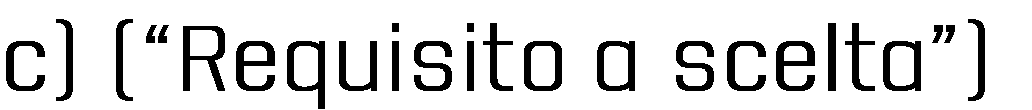 c) (“Requisito a scelta”)